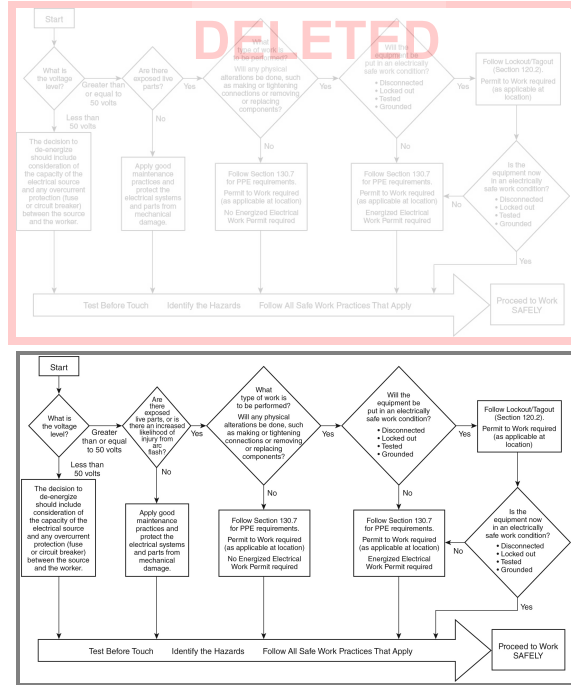 DELETED
Start
What is
the voltage
level?
Greater than
or equal to
50 volts
Less than
50 volts
Are there
exposed live
parts?
Yes
No
What
type of work is
to be performed?
Will any physical
alterations be done, such
as making or tightening
connections or removing
or replacing
components?
Yes
No
Will the
equipment be
put in an electrically
safe work condition?
• Disconnected
• Locked out
• Tested
• Grounded
Yes
No
Follow Lockout/Tagout
(Section 120.2).
Permit to Work required
(as applicable at
location)
The decision to
de-energize
should include
consideration of
the capacity of the
electrical source
and any overcurrent
protection (fuse
or circuit breaker)
between the source
and the worker.
Apply good
maintenance
practices and
protect the
electrical systems
and parts from
mechanical
damage.
Follow Section 130.7
for PPE requirements.
Permit to Work required
(as applicable at location)
No Energized Electrical
Work Permit required
Follow Section 130.7
for PPE requirements.
Permit to Work required
(as applicable at location)
Energized Electrical
Work Permit required
No
Is the
equipment now
in an electrically
safe work condition?
• Disconnected
• Locked out
• Tested
• Grounded
Yes
Test Before Touch Identify the Hazards Follow All Safe Work Practices That Apply
Proceed to Work
SAFELY
Start
What is
the voltage
level?
Greater
than or equal
to 50 volts
Less than
50 volts
Are
there
exposed
live parts, or is
there an increased
likelihood of
injury from
arc
flash?
Yes
No
What
type of work is
to be performed?
Will any physical
alterations be done, such
as making or tightening
connections or removing
or replacing
components?
Yes
No
Will the
equipment be
put in an electrically
safe work condition?
• Disconnected
• Locked out
• Tested
• Grounded
Yes
No
Follow Lockout/Tagout
(Section 120.2).
Permit to Work required
(as applicable at
location)
The decision to
de-energize
should include
consideration of
the capacity of the
electrical source
and any overcurrent
protection (fuse
or circuit breaker)
between the source
and the worker.
Apply good
maintenance
practices and
protect the
electrical systems
and parts from
mechanical
damage.
Follow Section 130.7
for PPE requirements.
Permit to Work required
(as applicable at location)
No Energized Electrical
Work Permit required
Follow Section 130.7
for PPE requirements.
Permit to Work required
(as applicable at location)
Energized Electrical
Work Permit required
No
Is the
equipment now
in an electrically
safe work condition?
• Disconnected
• Locked out
• Tested
• Grounded
Yes
Test Before Touch Identify the Hazards Follow All Safe Work Practices That Apply
Proceed to Work
SAFELY